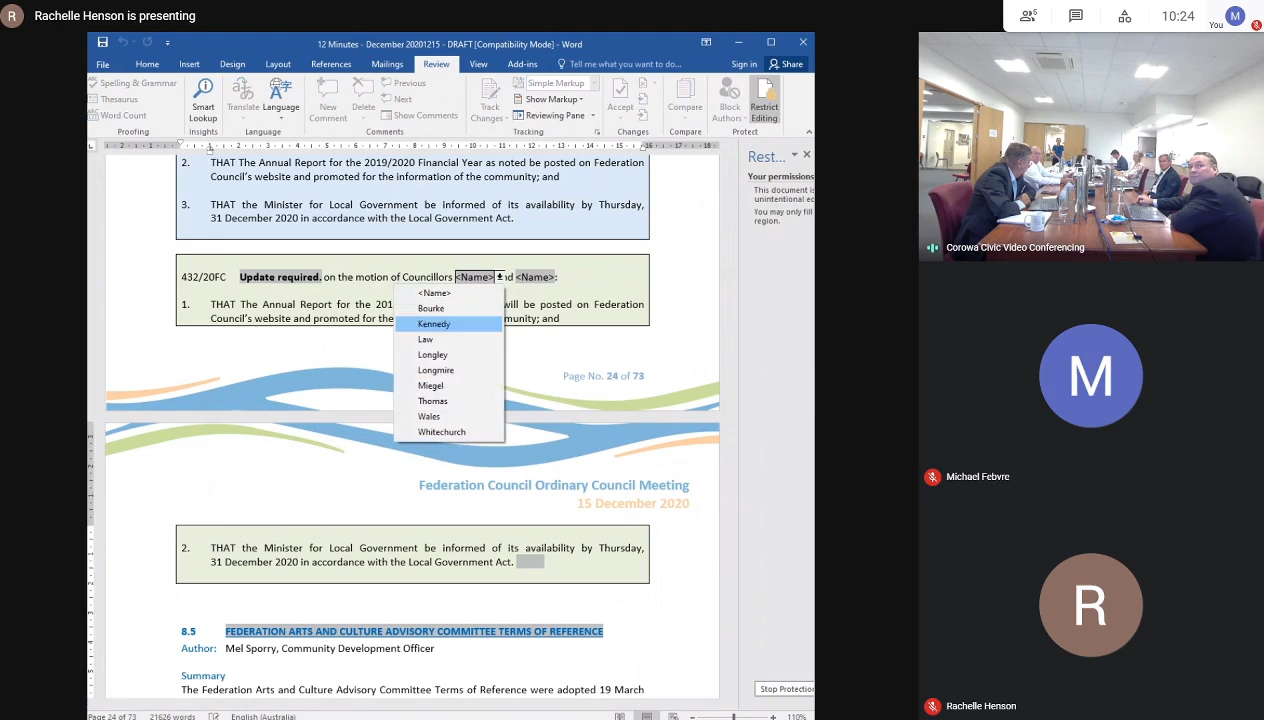 R
Rachelle Henson is presenting
5
10:24
You
M
12 Minutes - December 20201215 - DRAFT [Compatibility Mode] - Word
File
Home
Insert
Design
Layout
References
Mailings
Review
View
Add-ins
Tell me what you want to do...
Sign in
Share
Spelling & Grammar
Thesaurus
Word Count
Proofing
Smart
Lookup
Insights
Translate
Language
Language
New
Comment
Delete
Previous
Next
Show Comments
Comments
Track
Changes
Simple Markup
Show Markup
Reviewing Pane
Tracking
Accept
Changes
Compare
Compare
Block
Authors
Restrict
Editing
Protect
2. THAT The Annual Report for the 2019/2020 Financial Year as noted be posted on Federation
Council's website and promoted for the information of the community; and
3. THAT the Minister for Local Government be informed of its availability by Thursday,
31 December 2020 in accordance with the Local Government Act.
432/20FC Update required. on the motion of Councillors <Name> nd <Name>:
1. THAT The Annual Report for the 201 will be posted on Federation
Council's website and promoted for the munity; and
<Name>
Bourke
Kennedy
Law
Longley
Longmire
Miegel
Thomas
Wales
Whitechurch
Page No. 24 of 73
Federation Council Ordinary Council Meeting
15 December 2020
2. THAT the Minister for Local Government be informed of its availability by Thursday,
31 December 2020 in accordance with the Local Government Act.
8.5 FEDERATION ARTS AND CULTURE ADVISORY COMMITTEE TERMS OF REFERENCE
Author: Mel Sporry, Community Development Officer
Summary
The Federation Arts and Culture Advisory Committee Terms of Reference were adopted 19 March
Rest...
Your permissions
This document is
unintentional ec
You may only fill
region.
Stop Protection
Page 24 of 73
21626 words
English (Australia)
110%
Corowa Civic Video Conferencing
M
Michael Febvre
R
Rachelle Henson